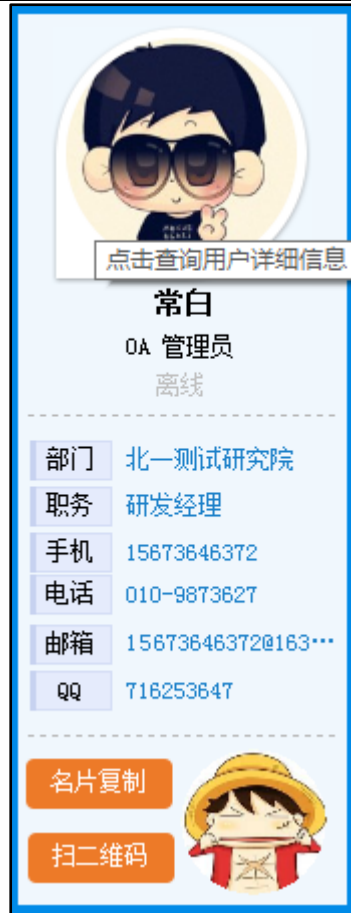 点击查询用户详细信息
常白
OA 管理员
离线
部门 北一测试研究院
职务 研发经理
手机 15673646372
电话 010-9873627
邮箱 15673646372@163…
QQ 716253647
名片复制
扫二维码